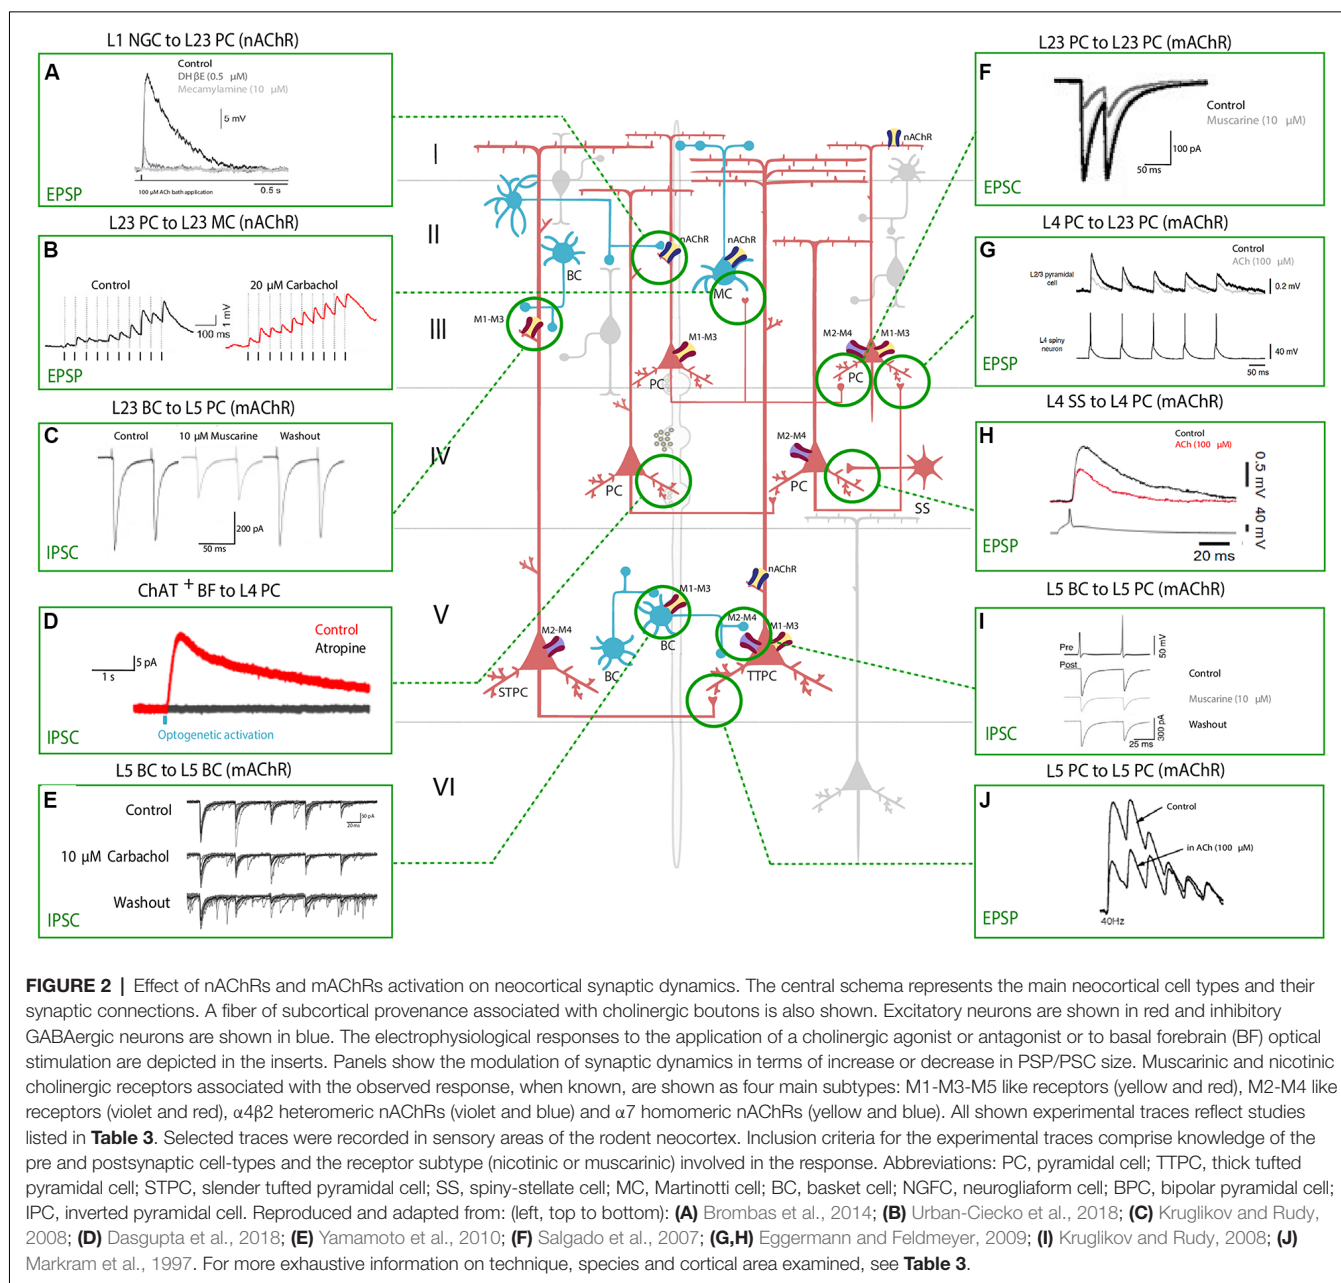 L1 NGC to L23 PC (nAChR)
A
Control
DHβE (0.5 μM)
Mecamylamine (10 μM)
5 mV
100 μM ACh bath application
0.5 s
EPSP
L23 PC to L23 MC (nAChR)
B
Control
20 μM Carbachol
1 mV
100 ms
EPSP
L23 BC to L5 PC (mAChR)
C
Control
10 μM Muscarine
Washout
200 pA
50 ms
IPSC
ChAT + BF to L4 PC
D
Control
Atropine
5 pA
1 s
Optogenetic activation
IPSC
L5 BC to L5 BC (mAChR)
E
Control
50 pA
20 ms
10 μM Carbachol
Washout
IPSC
I
II
III
IV
V
VI
nAChR
nAChR
nAChR
BC
MC
M1-M3
M1-M3
M2-M4
M1-M3
PC
PC
M2-M4
PC
PC
SS
nAChR
M1-M3
M2-M4
M2-M4
M1-M3
BC
BC
STPC
TTPC
L23 PC to L23 PC (mAChR)
F
Control
Muscarine (10 μM)
100 pA
50 ms
EPSC
L4 PC to L23 PC (mAChR)
G
Control
ACh (100 μM)
L2/3 pyramidal
cell
0.2 mV
L4 spiny
neuron
40 mV
50 ms
EPSP
L4 SS to L4 PC (mAChR)
H
Control
ACh (100 μM)
0.5 mV
40 mV
20 ms
EPSP
L5 BC to L5 PC (mAChR)
I
Pre
50 mV
Post
Control
Muscarine (10 μM)
Washout
300 pA
25 ms
IPSC
L5 PC to L5 PC (mAChR)
J
Control
in ACh (100 μM)
40Hz
EPSP
FIGURE 2 | Effect of nAChRs and mAChRs activation on neocortical synaptic dynamics. The central schema represents the main neocortical cell types and their
synaptic connections. A fiber of subcortical provenance associated with cholinergic boutons is also shown. Excitatory neurons are shown in red and inhibitory
GABAergic neurons are shown in blue. The electrophysiological responses to the application of a cholinergic agonist or antagonist or to basal forebrain (BF) optical
stimulation are depicted in the inserts. Panels show the modulation of synaptic dynamics in terms of increase or decrease in PSP/PSC size. Muscarinic and nicotinic
cholinergic receptors associated with the observed response, when known, are shown as four main subtypes: M1-M3-M5 like receptors (yellow and red), M2-M4 like
receptors (violet and red), α4β2 heteromeric nAChRs (violet and blue) and α7 homomeric nAChRs (yellow and blue). All shown experimental traces reflect studies
listed in Table 3. Selected traces were recorded in sensory areas of the rodent neocortex. Inclusion criteria for the experimental traces comprise knowledge of the
pre and postsynaptic cell-types and the receptor subtype (nicotinic or muscarinic) involved in the response. Abbreviations: PC, pyramidal cell; TTPC, thick tufted
pyramidal cell; STPC, slender tufted pyramidal cell; SS, spiny-stellate cell; MC, Martinotti cell; BC, basket cell; NGFC, neurogliaform cell; BPC, bipolar pyramidal cell;
IPC, inverted pyramidal cell. Reproduced and adapted from: (left, top to bottom): (A) Brombas et al., 2014; (B) Urban-Ciecko et al., 2018; (C) Kruglikov and Rudy,
2008; (D) Dasgupta et al., 2018; (E) Yamamoto et al., 2010; (F) Salgado et al., 2007; (G,H) Eggermann and Feldmeyer, 2009; (I) Kruglikov and Rudy, 2008; (J)
Markram et al., 1997. For more exhaustive information on technique, species and cortical area examined, see Table 3.